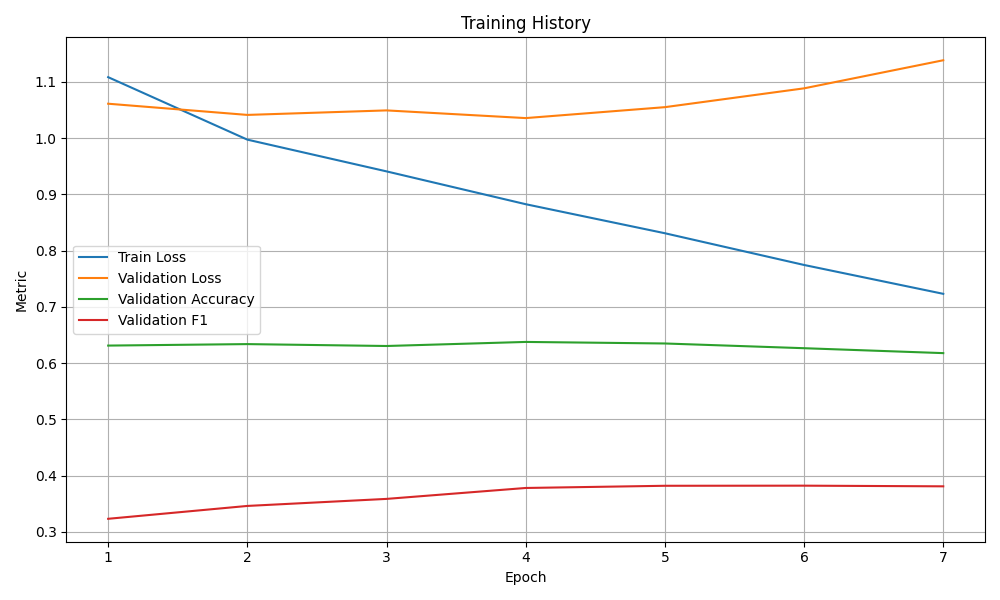 Training History
Metric
1.1
1.0
0.9
0.8
0.7
0.6
0.5
0.4
0.3
Train Loss
Validation Loss
Validation Accuracy
Validation F1
1 2 3 4 5 6 7
Epoch